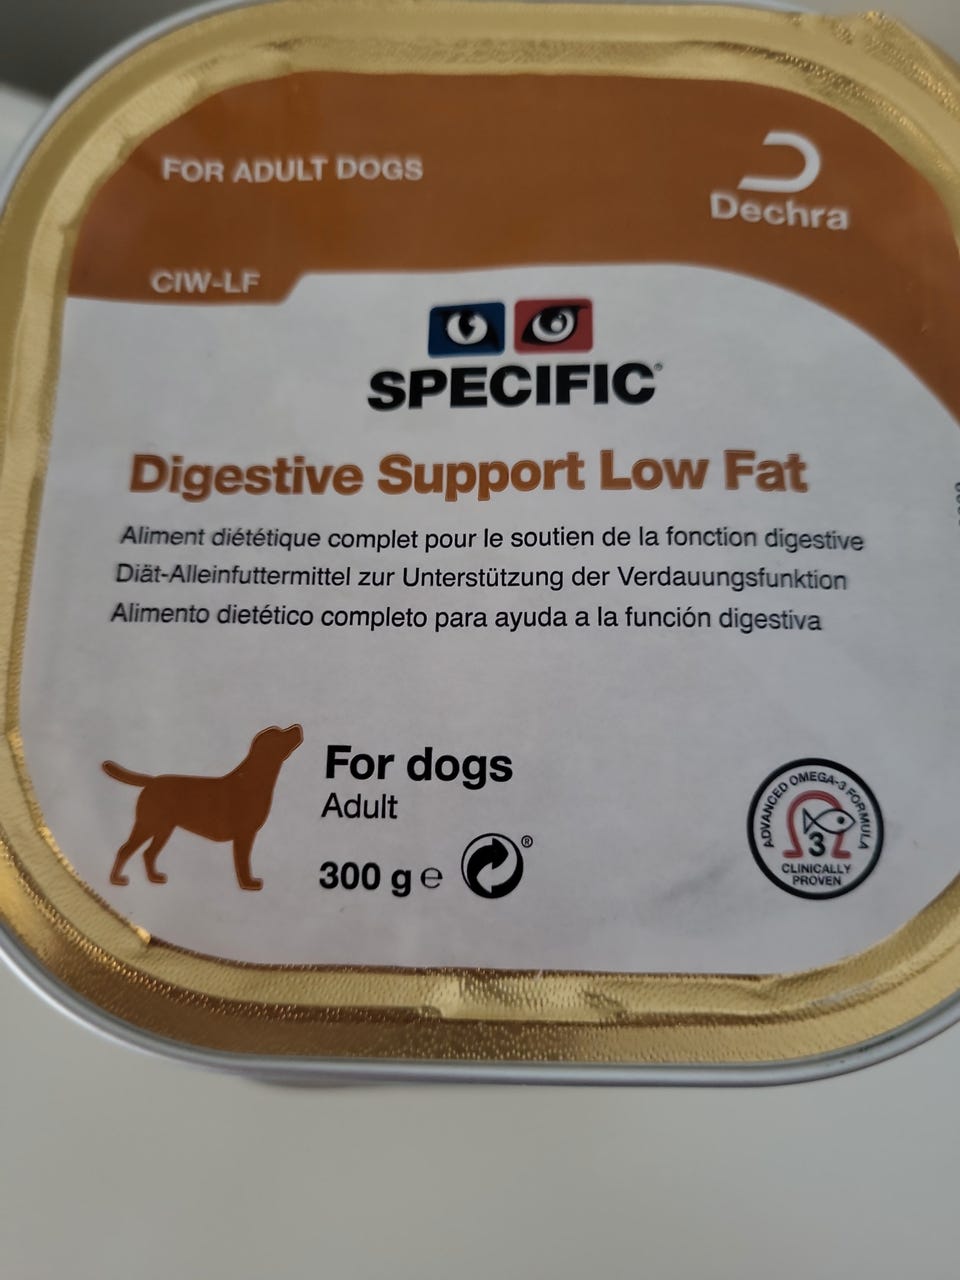 FOR ADULT DOGS
Dechra
CIW-LF
SPECIFIC®
Digestive Support Low Fat
Aliment diététique complet pour le soutien de la fonction digestive
Diät-Alleinfuttermittel zur Unterstützung der Verdauungsfunktion
Alimento dietético completo para ayuda a la función digestiva
For dogs
Adult
300 g ℮ ®
ADVANCED OMEGA-3 FORMULA
3
CLINICALLY
PROVEN